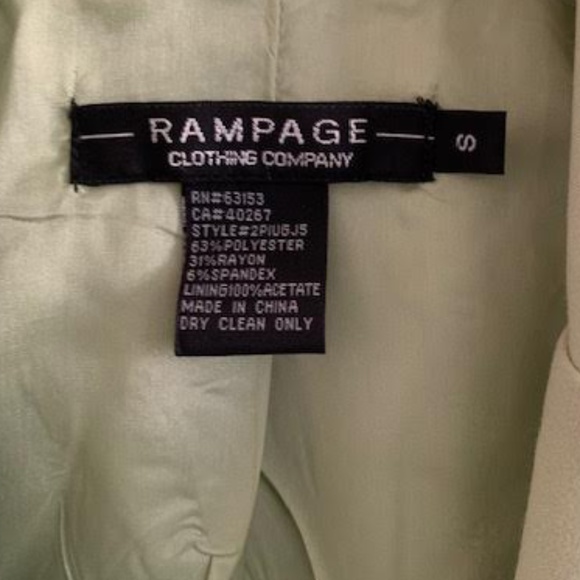 RAMPAGE
CLOTHING COMPANY
S
RN#63153
CA#40267
STYLE#2PIUGJ5
63%POLYESTER
31%RAYON
6%SPANDEX
LINING100%ACETATE
MADE IN CHINA
DRY CLEAN ONLY